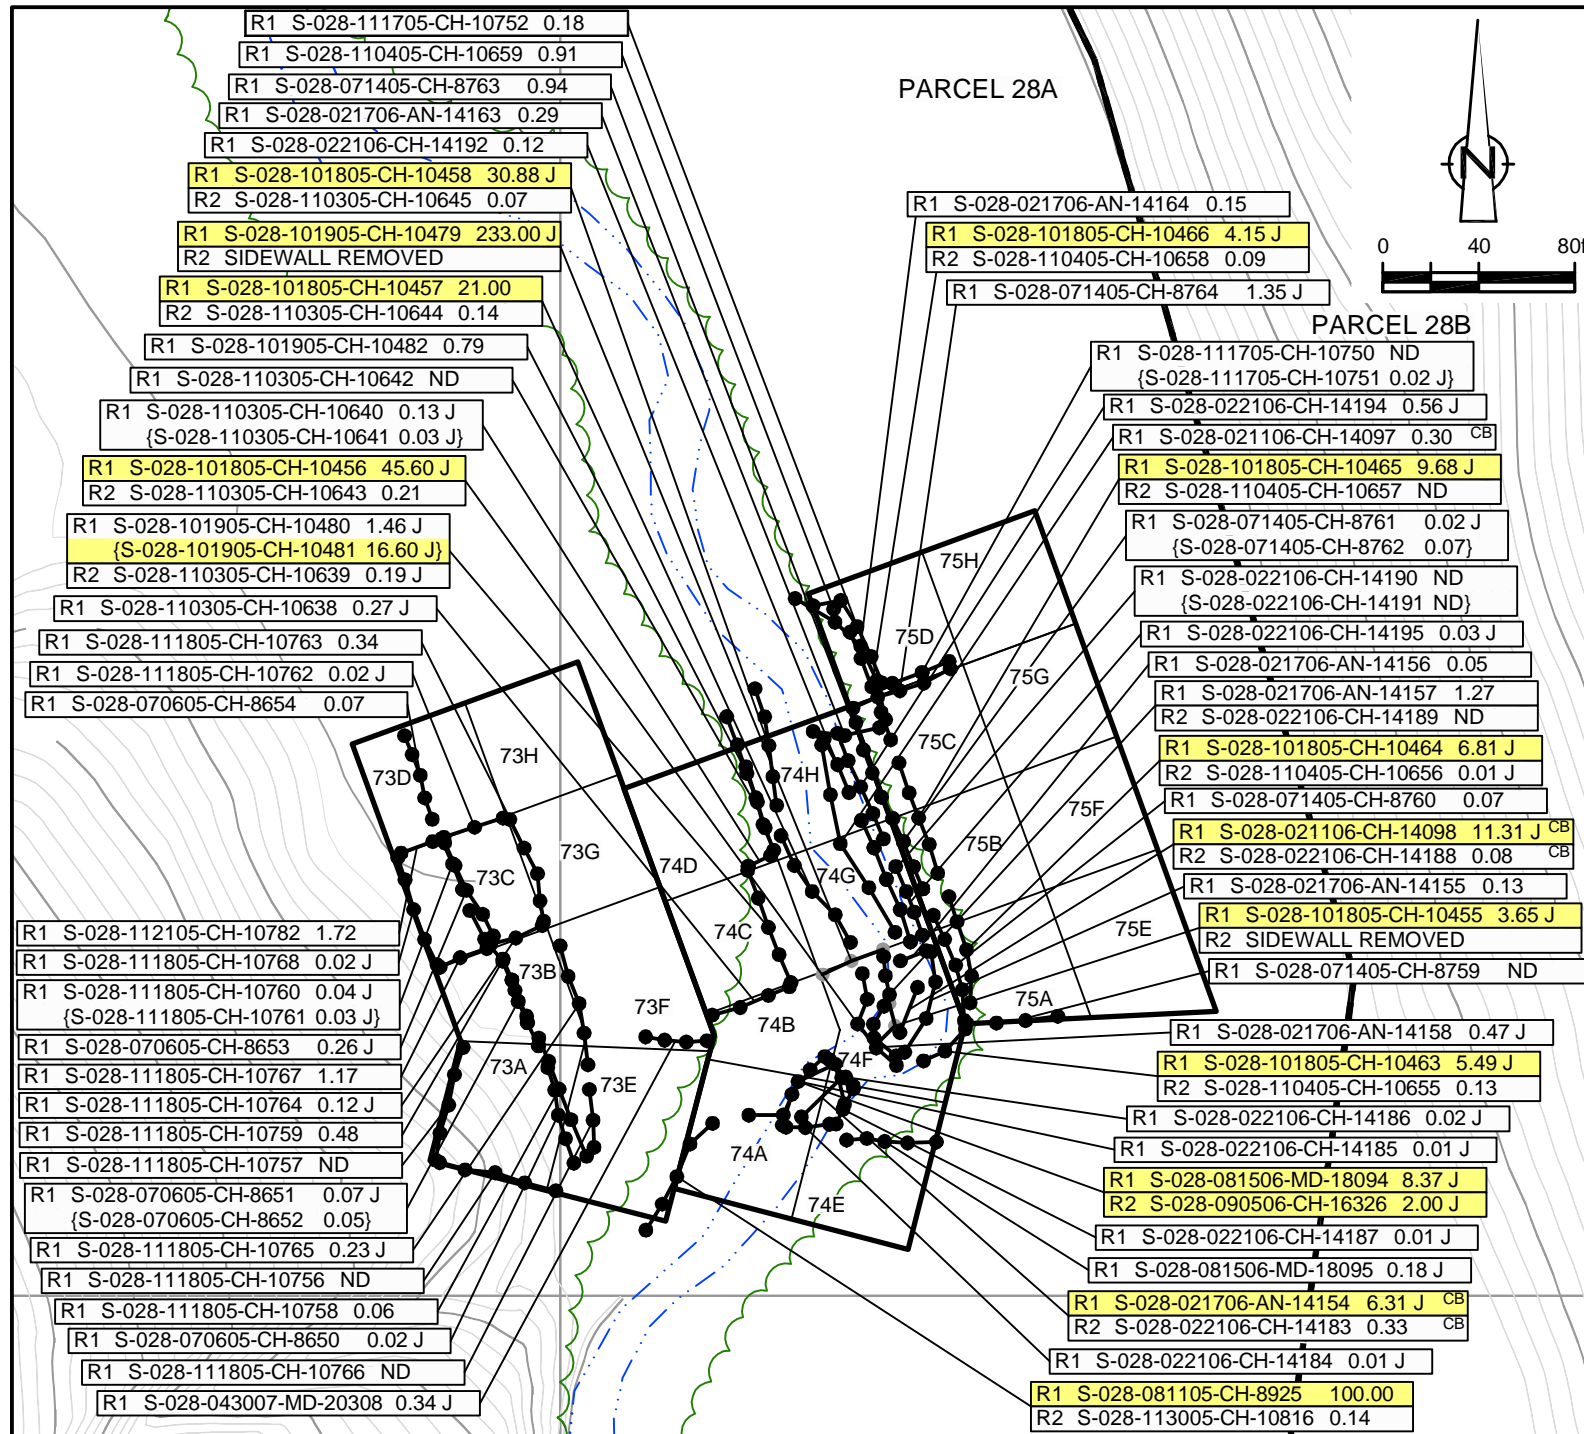 R1 S-028-111705-CH-10752 0.18
R1 S-028-110405-CH-10659 0.91
R1 S-028-071405-CH-8763 0.94
R1 S-028-021706-AN-14163 0.29
R1 S-028-022106-CH-14192 0.12
R1 S-028-101805-CH-10458 30.88 J
R2 S-028-110305-CH-10645 0.07
R1 S-028-101905-CH-10479 233.00 J
R2 SIDEWALL REMOVED
R1 S-028-101805-CH-10457 21.00
R2 S-028-110305-CH-10644 0.14
R1 S-028-101905-CH-10482 0.79
R1 S-028-110305-CH-10642 ND
R1 S-028-110305-CH-10640 0.13 J
{S-028-110305-CH-10641 0.03 J}
R1 S-028-101805-CH-10456 45.60 J
R2 S-028-110305-CH-10643 0.21
R1 S-028-101905-CH-10480 1.46 J
{S-028-101905-CH-10481 16.60 J}
R2 S-028-110305-CH-10639 0.19 J
R1 S-028-110305-CH-10638 0.27 J
R1 S-028-111805-CH-10763 0.34
R1 S-028-111805-CH-10762 0.02 J
R1 S-028-070605-CH-8654 0.07
R1 S-028-112105-CH-10782 1.72
R1 S-028-111805-CH-10768 0.02 J
R1 S-028-111805-CH-10760 0.04 J
{S-028-111805-CH-10761 0.03 J}
R1 S-028-070605-CH-8653 0.26 J
R1 S-028-111805-CH-10767 1.17
R1 S-028-111805-CH-10764 0.12 J
R1 S-028-111805-CH-10759 0.48
R1 S-028-111805-CH-10757 ND
R1 S-028-070605-CH-8651 0.07 J
{S-028-070605-CH-8652 0.05}
R1 S-028-111805-CH-10765 0.23 J
R1 S-028-111805-CH-10756 ND
R1 S-028-111805-CH-10758 0.06
R1 S-028-070605-CH-8650 0.02 J
R1 S-028-111805-CH-10766 ND
R1 S-028-043007-MD-20308 0.34 J
PARCEL 28A
N
0 40 80f
PARCEL 28B
R1 S-028-021706-AN-14164 0.15
R1 S-028-101805-CH-10466 4.15 J
R2 S-028-110405-CH-10658 0.09
R1 S-028-071405-CH-8764 1.35 J
R1 S-028-111705-CH-10750 ND
{S-028-111705-CH-10751 0.02 J}
R1 S-028-022106-CH-14194 0.56 J
R1 S-028-021106-CH-14097 0.30 CB
R1 S-028-101805-CH-10465 9.68 J
R2 S-028-110405-CH-10657 ND
R1 S-028-071405-CH-8761 0.02 J
{S-028-071405-CH-8762 0.07}
R1 S-028-022106-CH-14190 ND
{S-028-022106-CH-14191 ND}
R1 S-028-022106-CH-14195 0.03 J
R1 S-028-021706-AN-14156 0.05
R1 S-028-021706-AN-14157 1.27
R2 S-028-022106-CH-14189 ND
R1 S-028-101805-CH-10464 6.81 J
R2 S-028-110405-CH-10656 0.01 J
R1 S-028-071405-CH-8760 0.07
R1 S-028-021106-CH-14098 11.31 J CB
R2 S-028-022106-CH-14188 0.08 CB
R1 S-028-021706-AN-14155 0.13
R1 S-028-101805-CH-10455 3.65 J
R2 SIDEWALL REMOVED
R1 S-028-071405-CH-8759 ND
R1 S-028-021706-AN-14158 0.47 J
R1 S-028-101805-CH-10463 5.49 J
R2 S-028-110405-CH-10655 0.13
R1 S-028-022106-CH-14186 0.02 J
R1 S-028-022106-CH-14185 0.01 J
R1 S-028-081506-MD-18094 8.37 J
R2 S-028-090506-CH-16326 2.00 J
R1 S-028-022106-CH-14187 0.01 J
R1 S-028-081506-MD-18095 0.18 J
R1 S-028-021706-AN-14154 6.31 J CB
R2 S-028-022106-CH-14183 0.33 CB
R1 S-028-022106-CH-14184 0.01 J
R1 S-028-081105-CH-8925 100.00
R2 S-028-113005-CH-10816 0.14
75H
75D
75G
75C
75F
75B
75E
75A
74H
74D
74G
74C
74B
74F
74A
74E
73H
73D
73G
73C
73B
73F
73A
73E